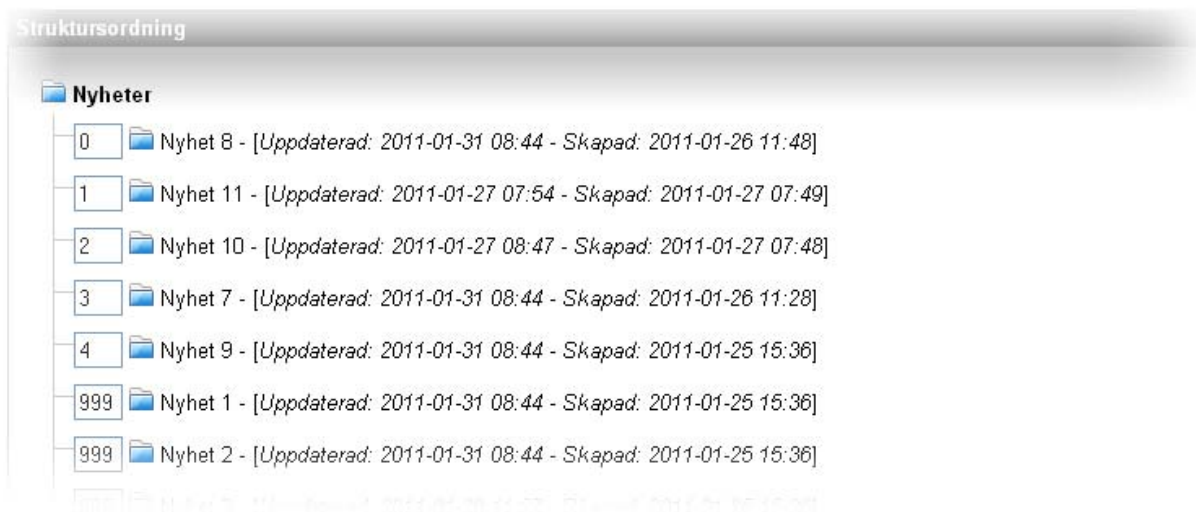 Struktursordning
Nyheter
0 Nyhet 8 - [Uppdaterad: 2011-01-31 08:44 - Skapad: 2011-01-26 11:48]
1 Nyhet 11 - [Uppdaterad: 2011-01-27 07:54 - Skapad: 2011-01-27 07:49]
2 Nyhet 10 - [Uppdaterad: 2011-01-27 08:47 - Skapad: 2011-01-27 07:48]
3 Nyhet 7 - [Uppdaterad: 2011-01-31 08:44 - Skapad: 2011-01-26 11:28]
4 Nyhet 9 - [Uppdaterad: 2011-01-31 08:44 - Skapad: 2011-01-25 15:36]
999 Nyhet 1 - [Uppdaterad: 2011-01-31 08:44 - Skapad: 2011-01-25 15:36]
999 Nyhet 2 - [Uppdaterad: 2011-01-31 08:44 - Skapad: 2011-01-25 15:36]